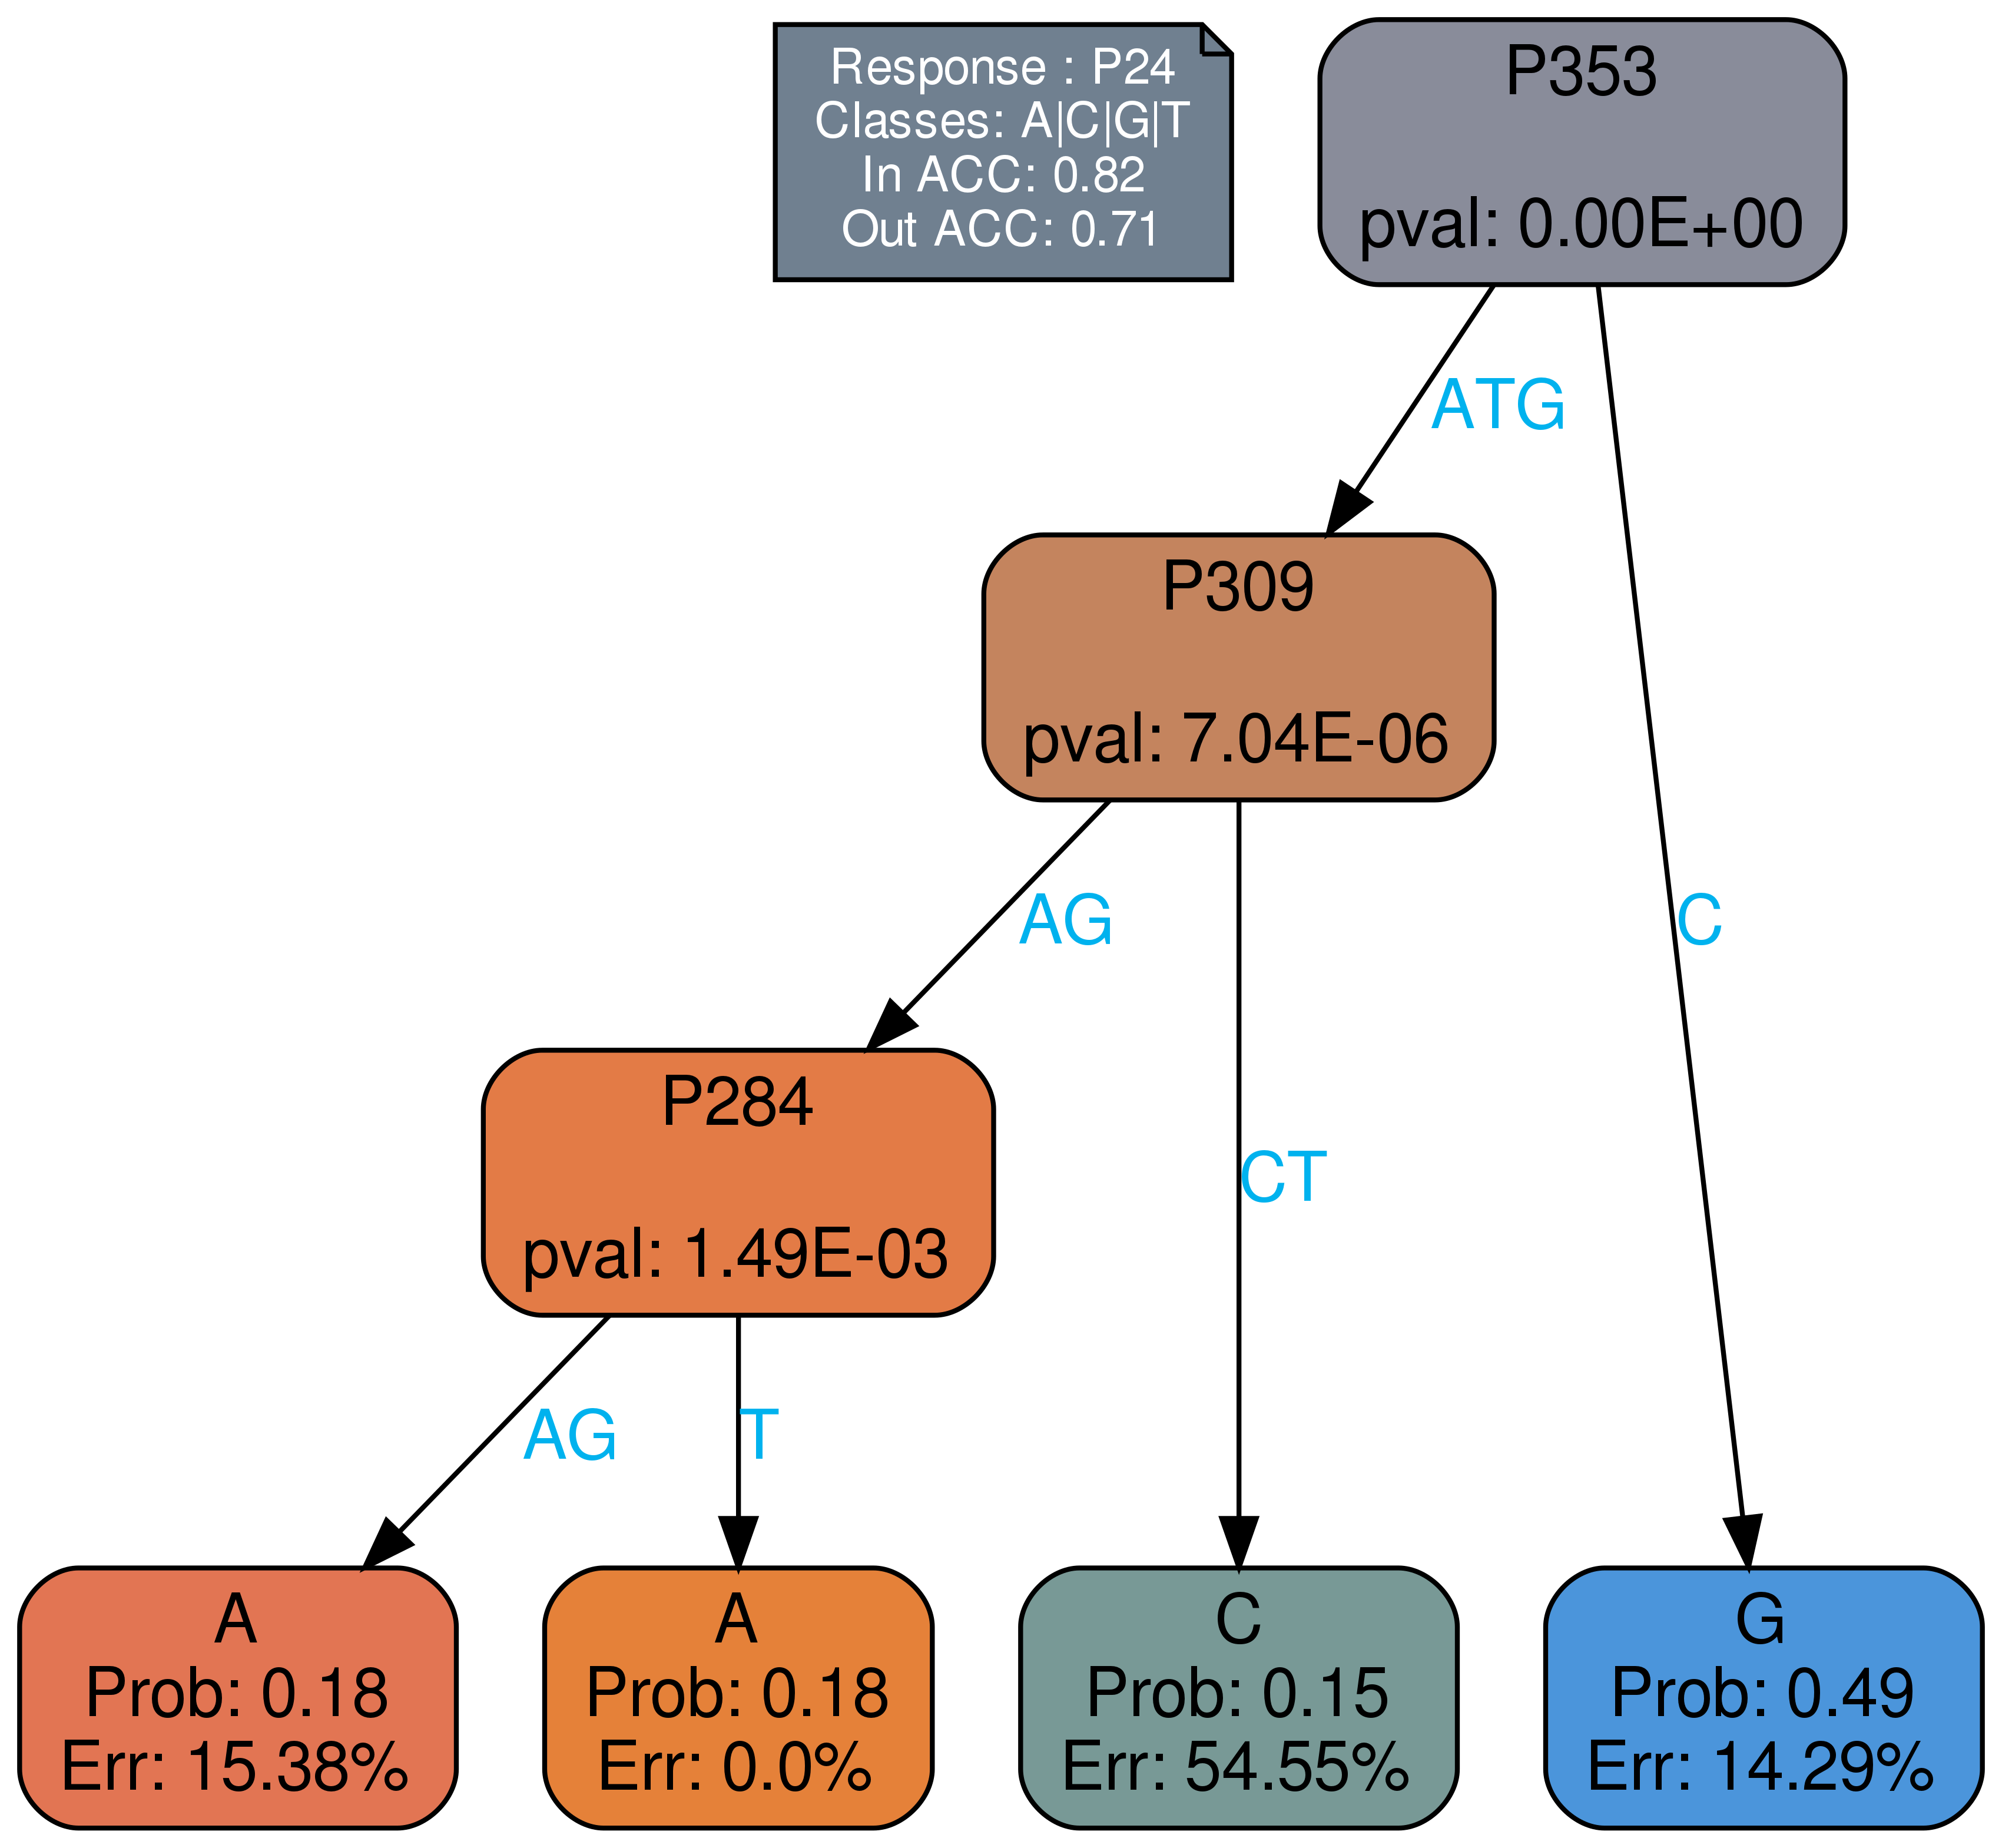 Response : P24
Classes: A|C|G|T
In ACC: 0.82
Out ACC: 0.71
P353
pval: 0.00E+00
ATG
P309
pval: 7.04E-06
AG
C
P284
pval: 1.49E-03
CT
AG
T
A
Prob: 0.18
Err: 15.38%
A
Prob: 0.18
Err: 0.0%
C
Prob: 0.15
Err: 54.55%
G
Prob: 0.49
Err: 14.29%